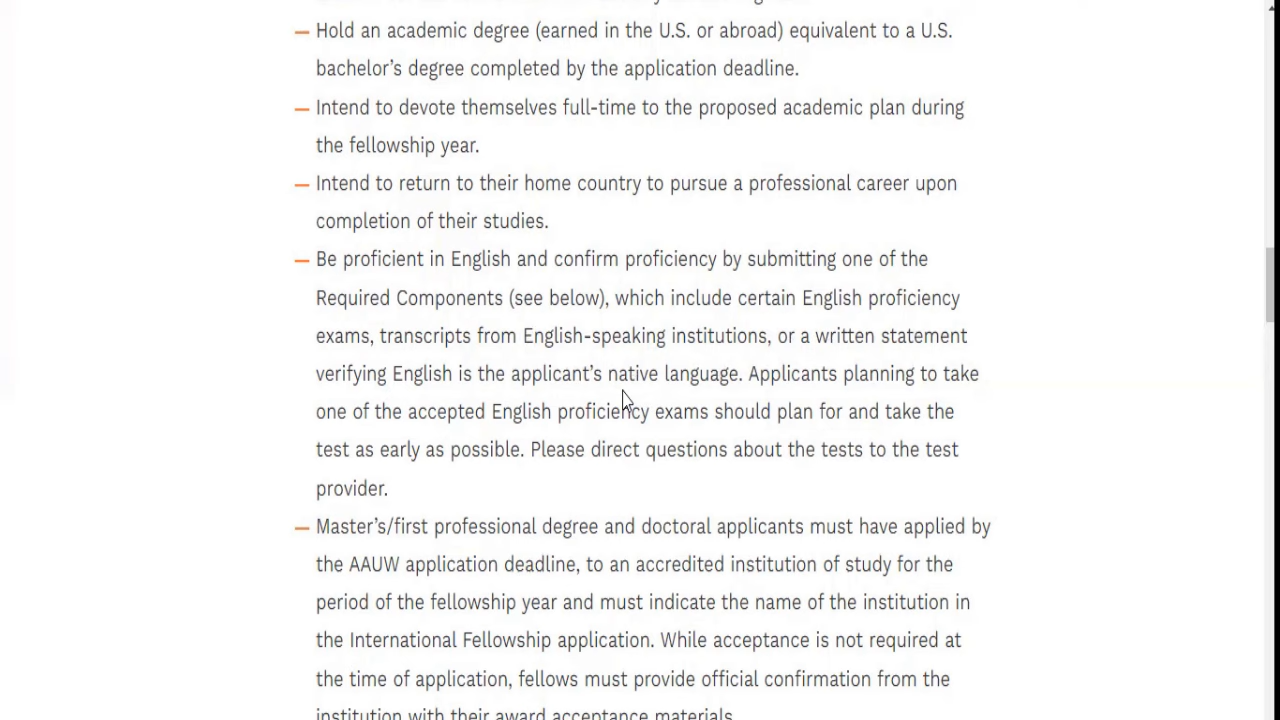 — Hold an academic degree (earned in the U.S. or abroad) equivalent to a U.S.
bachelor’s degree completed by the application deadline.
— Intend to devote themselves full-time to the proposed academic plan during
the fellowship year.
— Intend to return to their home country to pursue a professional career upon
completion of their studies.
— Be proficient in English and confirm proficiency by submitting one of the
Required Components (see below), which include certain English proficiency
exams, transcripts from English-speaking institutions, or a written statement
verifying English is the applicant’s native language. Applicants planning to take
one of the accepted English proficiency exams should plan for and take the
test as early as possible. Please direct questions about the tests to the test
provider.
— Master’s/first professional degree and doctoral applicants must have applied by
the AAUW application deadline, to an accredited institution of study for the
period of the fellowship year and must indicate the name of the institution in
the International Fellowship application. While acceptance is not required at
the time of application, fellows must provide official confirmation from the
institution with their award acceptance materials.